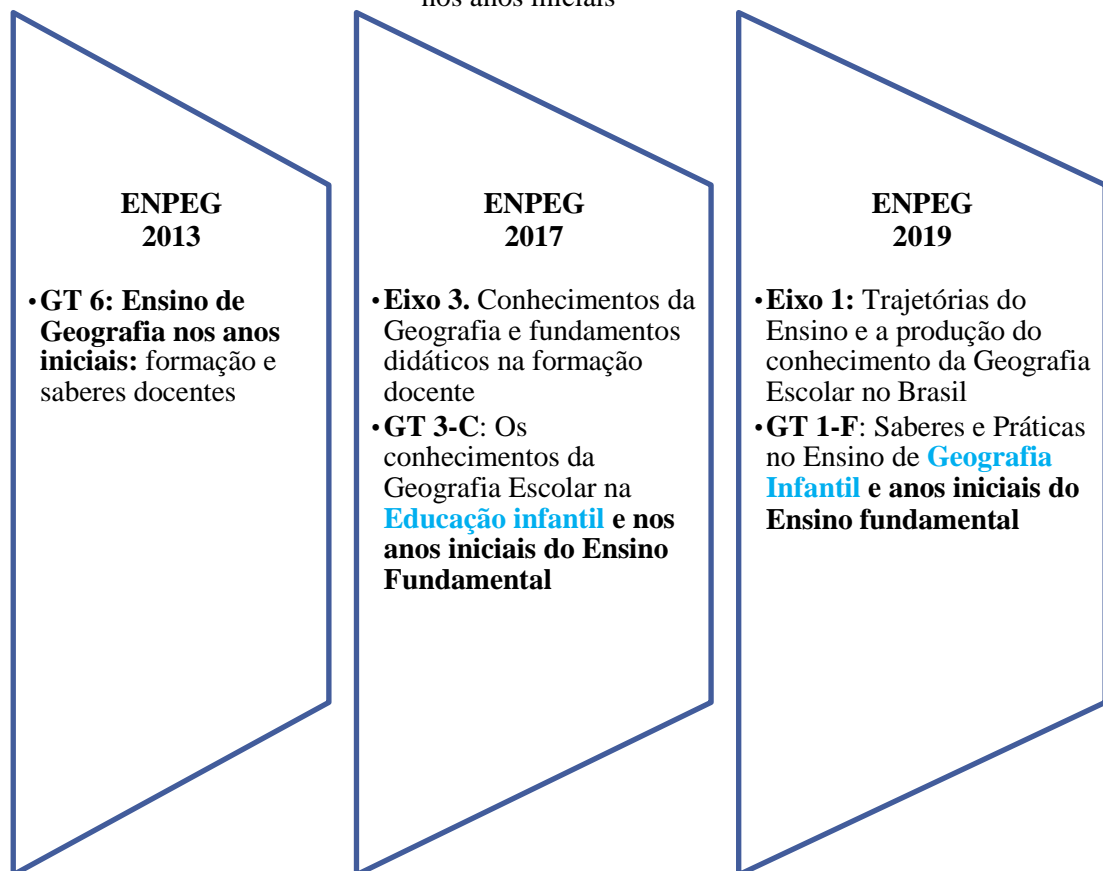 nos anos iniciais
ENPEG
2013
•GT 6: Ensino de
Geografia nos anos
iniciais: formação e
saberes docentes
ENPEG
2017
•Eixo 3. Conhecimentos da
Geografia e fundamentos
didáticos na formação
docente
•GT 3-C: Os
conhecimentos da
Geografia Escolar na
Educação infantil e nos
anos iniciais do Ensino
Fundamental
ENPEG
2019
•Eixo 1: Trajetórias do
Ensino e a produção do
conhecimento da Geografia
Escolar no Brasil
•GT 1-F: Saberes e Práticas
no Ensino de Geografia
Infantil e anos iniciais do
Ensino fundamental